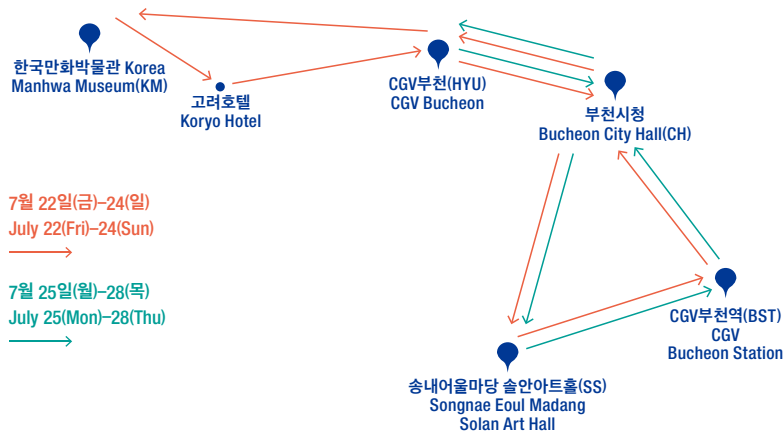 한국만화박물관 Korea
Manhwa Museum(KM)
고려호텔
Koryo Hotel
CGV부천(HYU)
CGV Bucheon
부천시청
Bucheon City Hall(CH)
7월 22일(금)–24(일)
July 22(Fri)–24(Sun)
7월 25일(월)–28(목)
July 25(Mon)–28(Thu)
CGV부천역(BST)
CGV
Bucheon Station
송내어울마당 솔안아트홀(SS)
Songnae Eoul Madang
Solan Art Hall